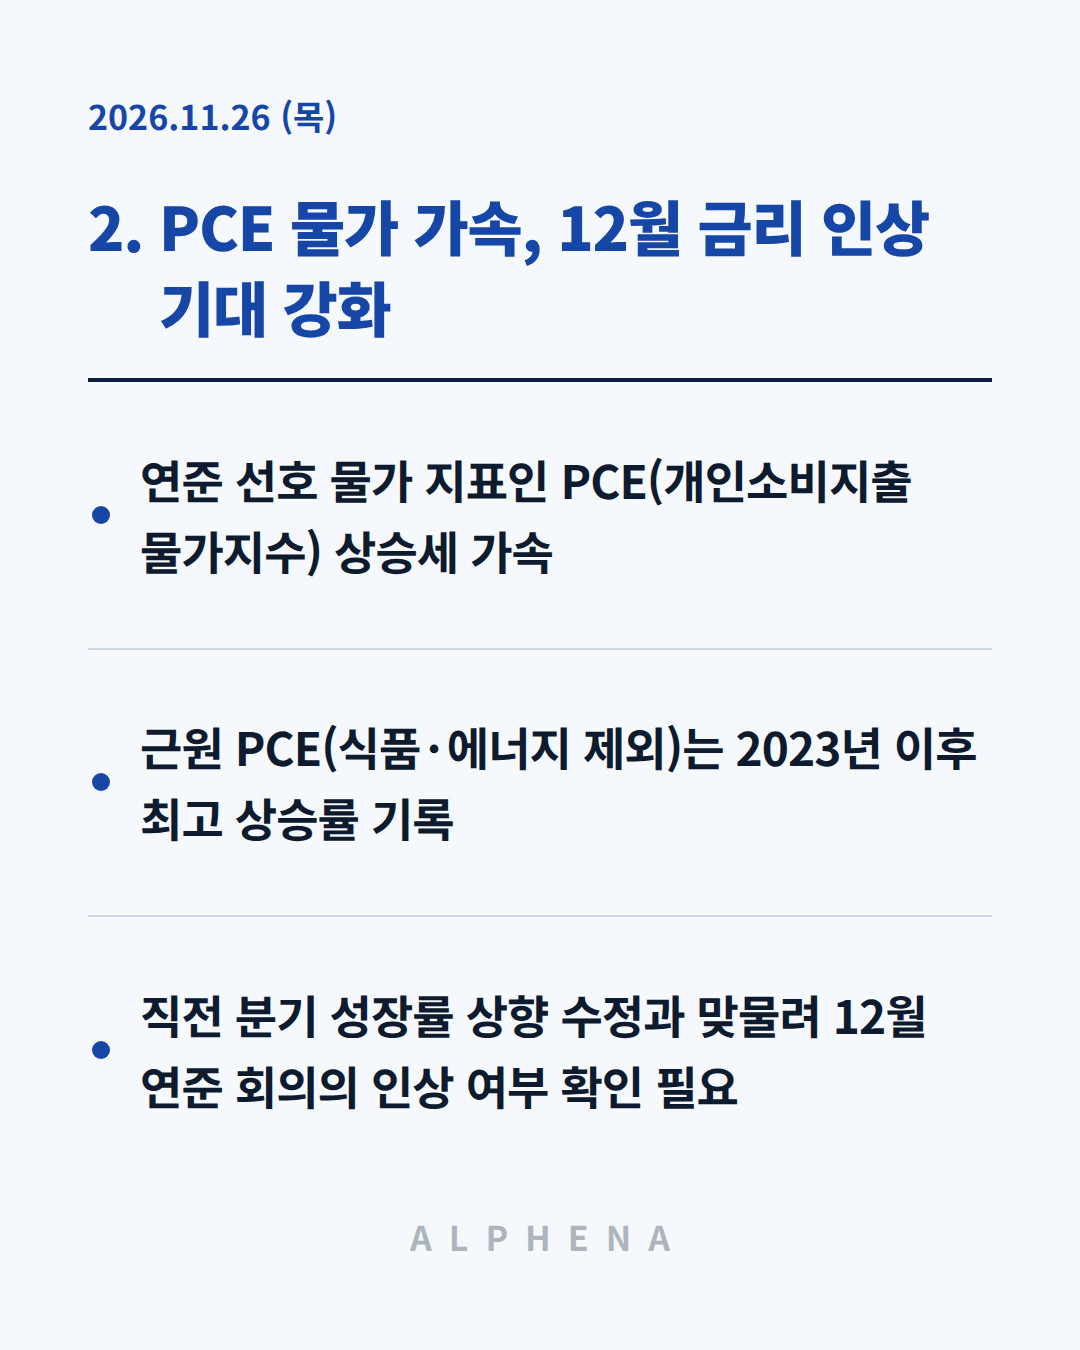 2026.11.26 (목)
2. PCE 물가 가속, 12월 금리 인상
기대 강화
연준 선호 물가 지표인 PCE(개인소비지출
물가지수) 상승세 가속
근원 PCE(식품·에너지 제외)는 2023년 이후
최고 상승률 기록
직전 분기 성장률 상향 수정과 맞물려 12월
연준 회의의 인상 여부 확인 필요
ALPHENA